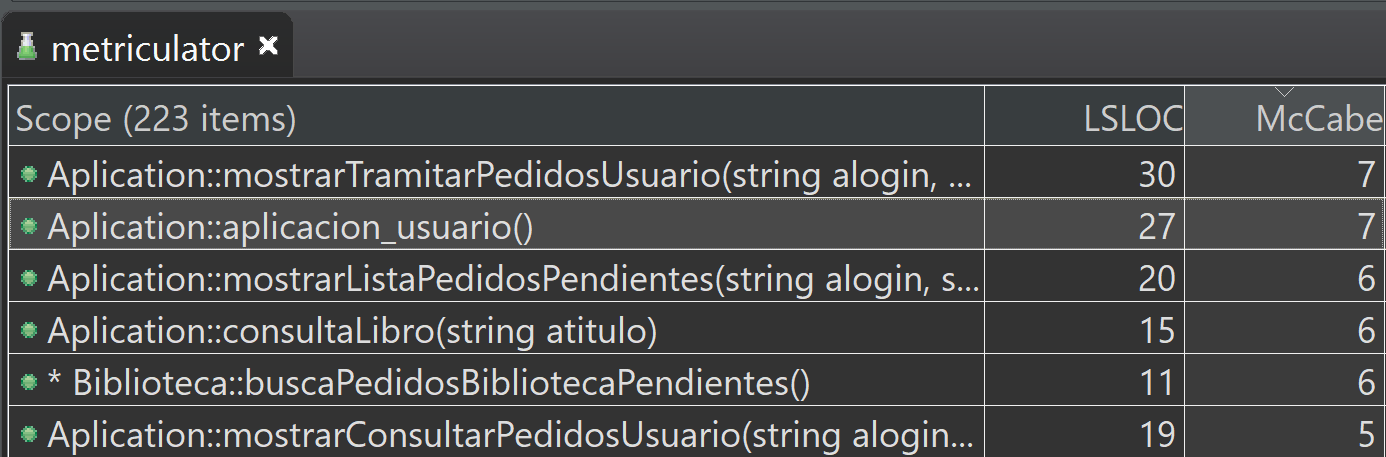 metriculator
Scope (223 items) LSLOC McCabe
Aplication::mostrarTramitarPedidosUsuario(string alogin, ... 30 7
Aplication::aplicacion_usuario() 27 7
Aplication::mostrarListaPedidosPendientes(string alogin, s... 20 6
Aplication::consultaLibro(string atitulo) 15 6
* Biblioteca::buscaPedidosBibliotecaPendientes() 11 6
Aplication::mostrarConsultarPedidosUsuario(string alogin... 19 5